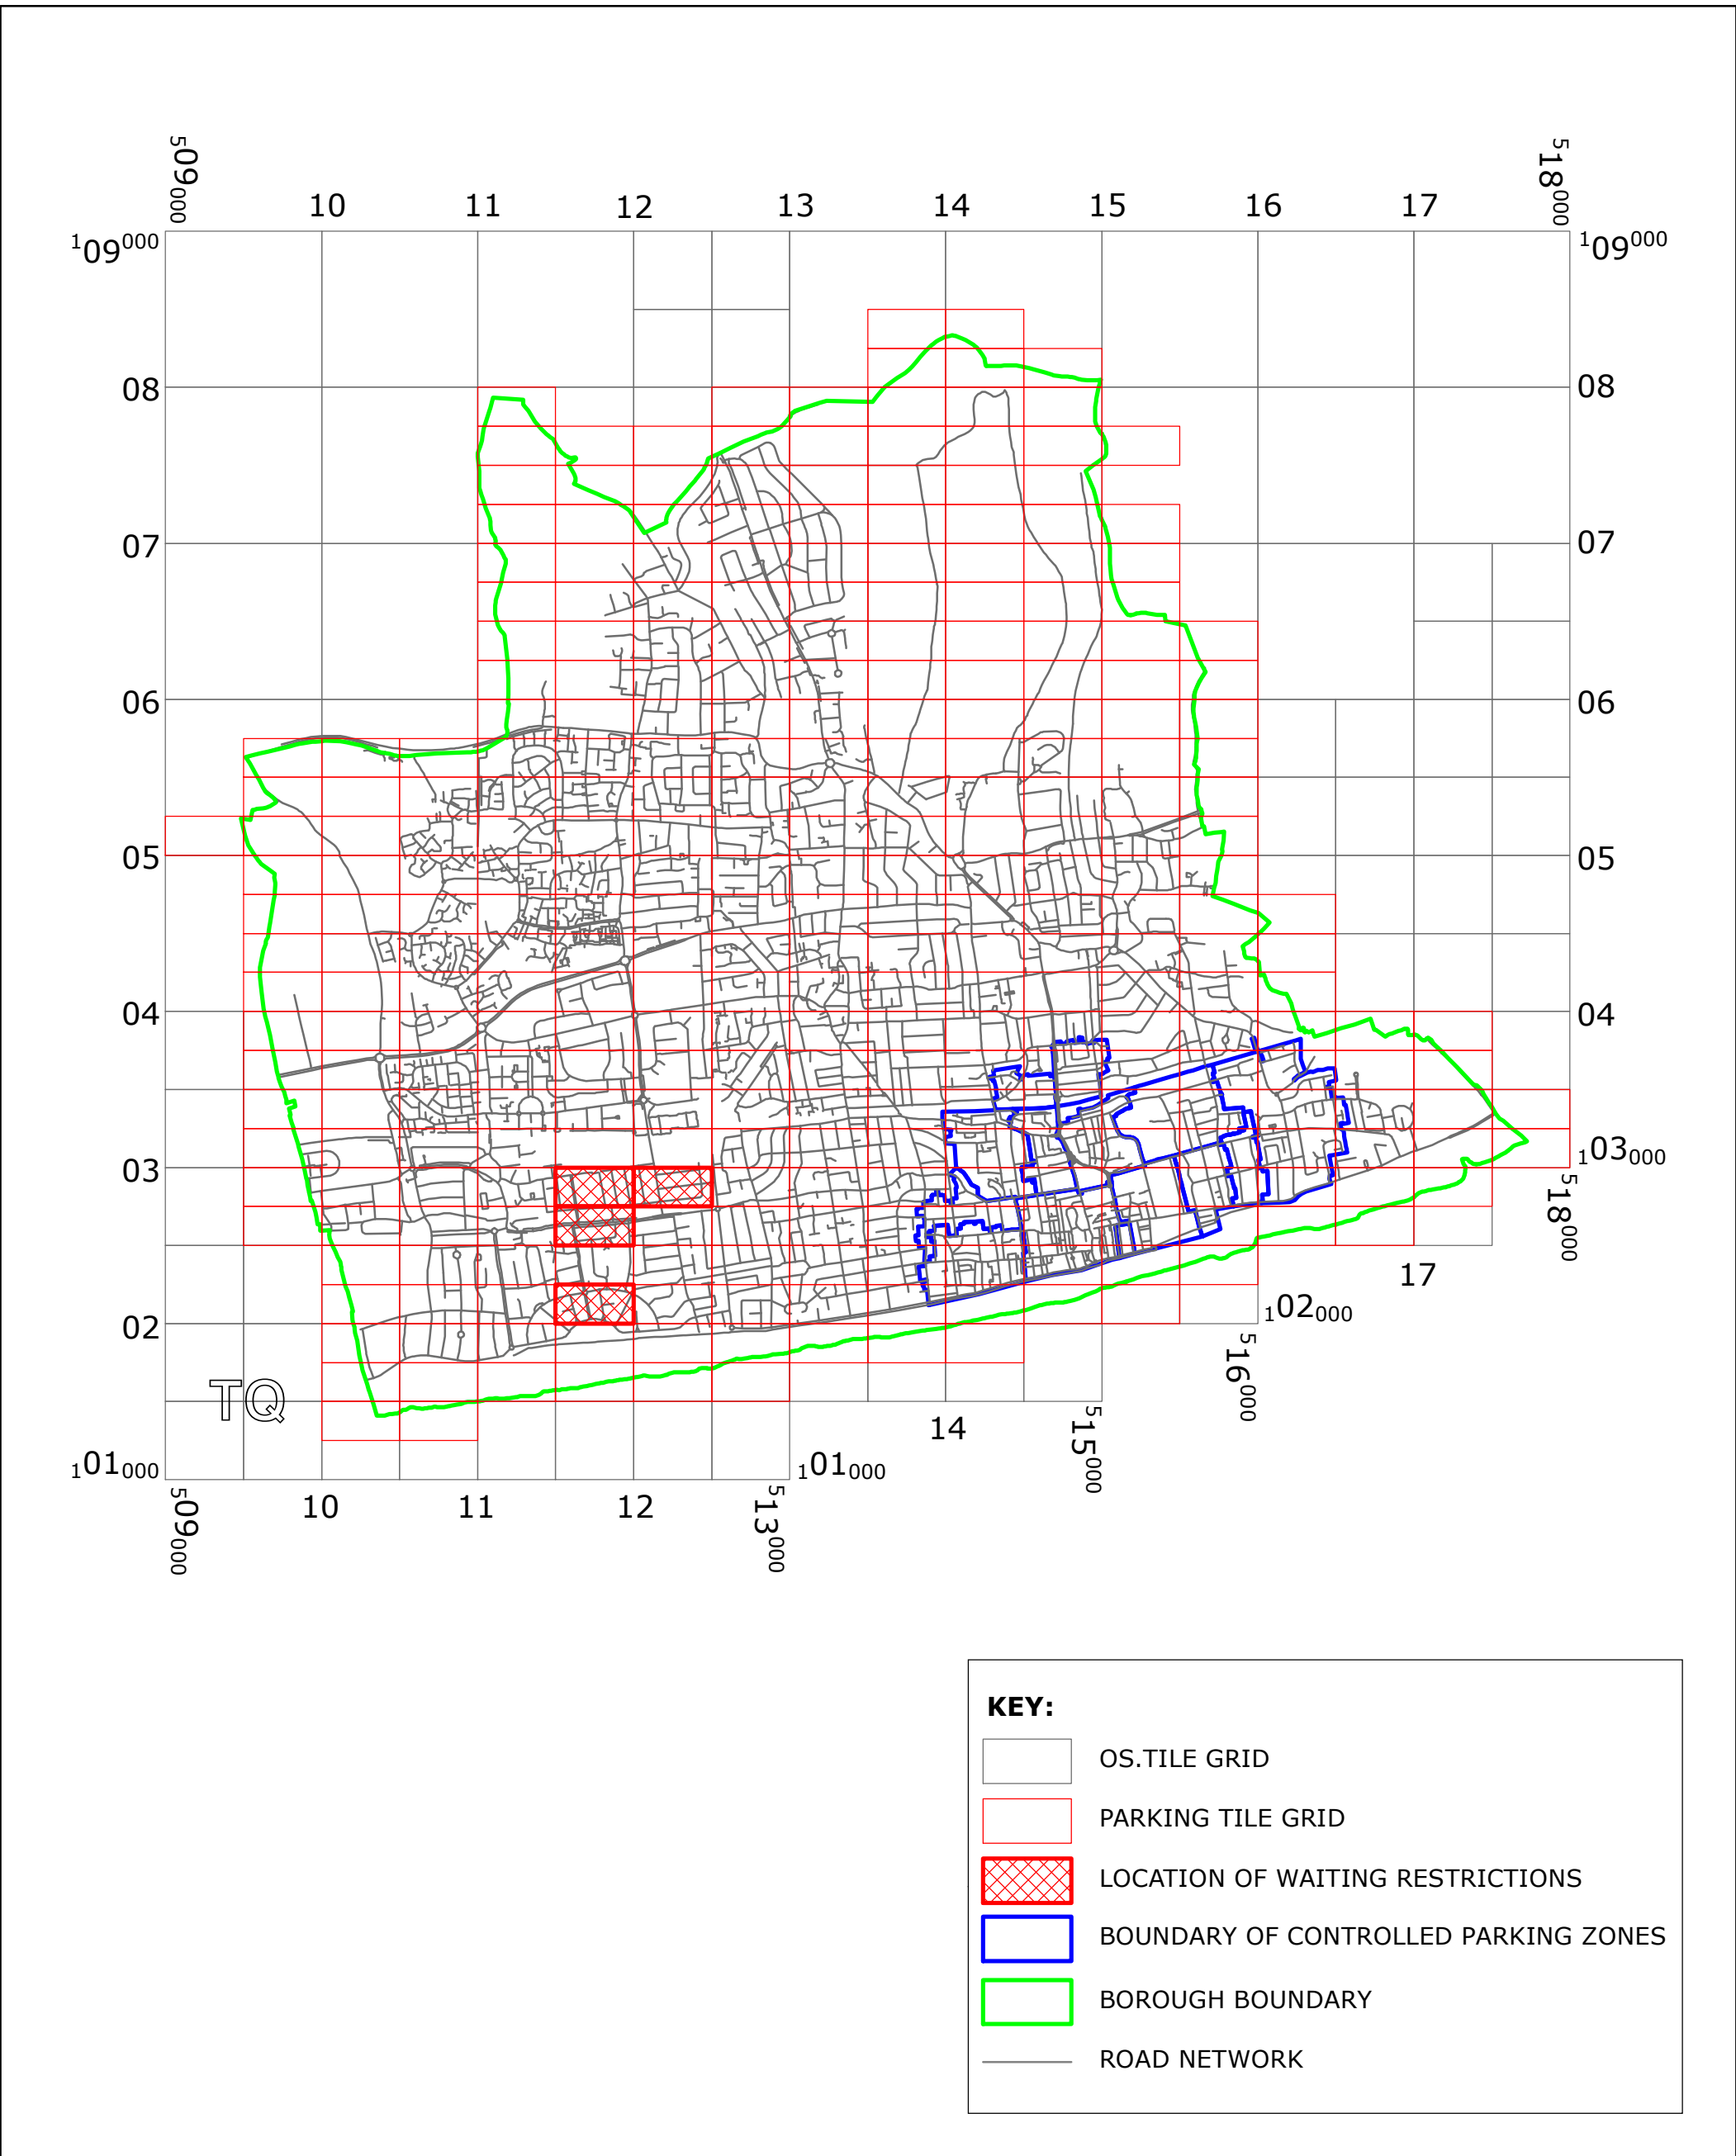 509000
518000
10 11 12 13 14 15 16 17
109000
109000
08
08
07
07
06
06
05
05
04
04
03
103000
518000
17
02
102000
516000
TQ
14
515000
101000
101000
10 11 12
509000
513000
KEY:
OS.TILE GRID
PARKING TILE GRID
LOCATION OF WAITING RESTRICTIONS
BOUNDARY OF CONTROLLED PARKING ZONES
BOROUGH BOUNDARY
ROAD NETWORK